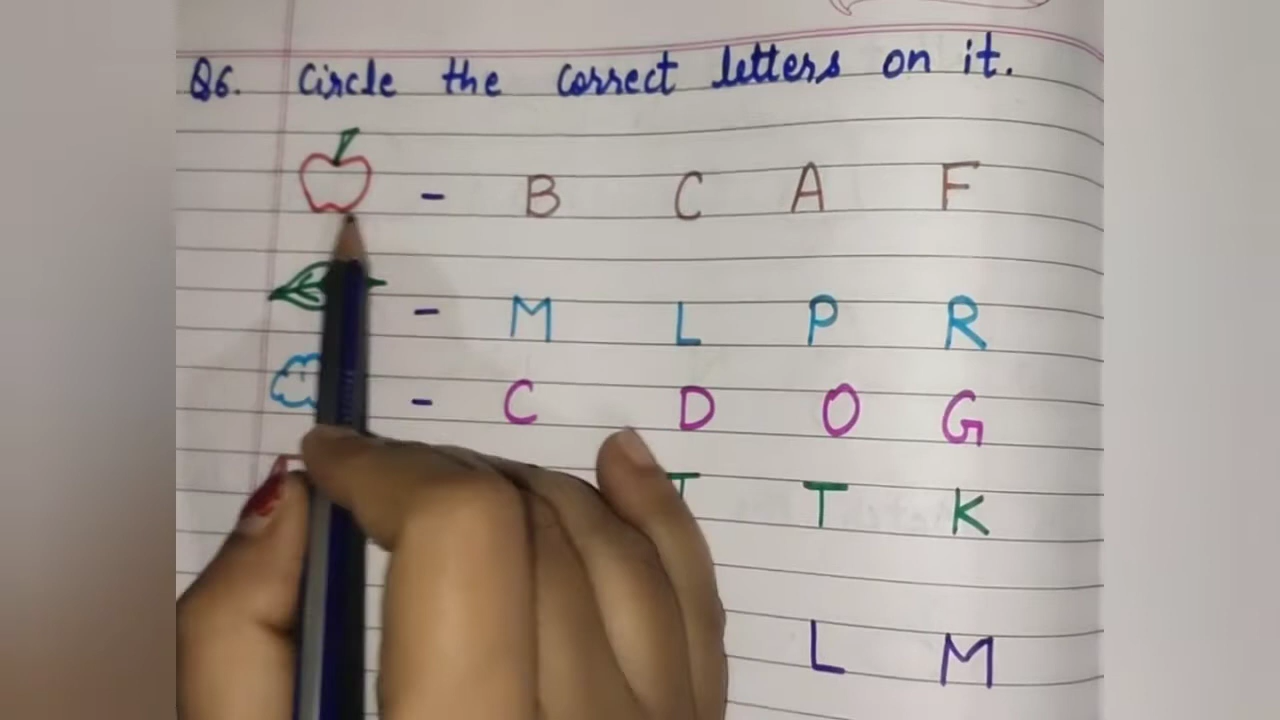 Q6. Circle the correct letters on it.
- B C A F
- M L P R
- C D O G
T K
L M